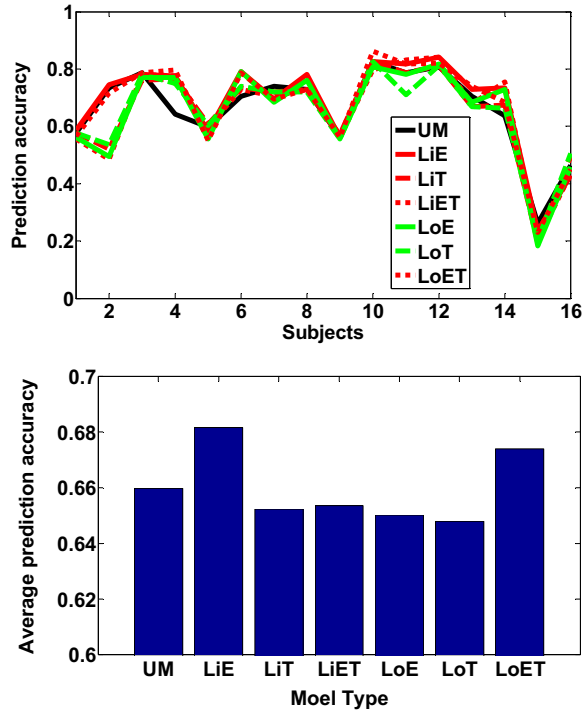 Prediction accuracy
1
0.8
0.6
0.4
0.2
0
UM
LiE
LiT
LiET
LoE
LoT
LoET
2 4 6 8 10 12 14 16
Subjects
Average prediction accuracy
0.7
0.68
0.66
0.64
0.62
0.6
UM LiE LiT LiET LoE LoT LoET
Moel Type